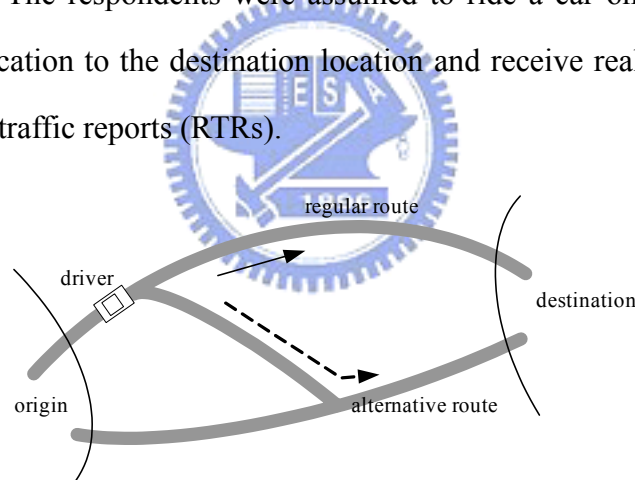 The respondents were assumed to ride a car on
cation to the destination location and receive real
traffic reports (RTRs).
E S A
1896
regular route
driver
destination
origin
alternative route